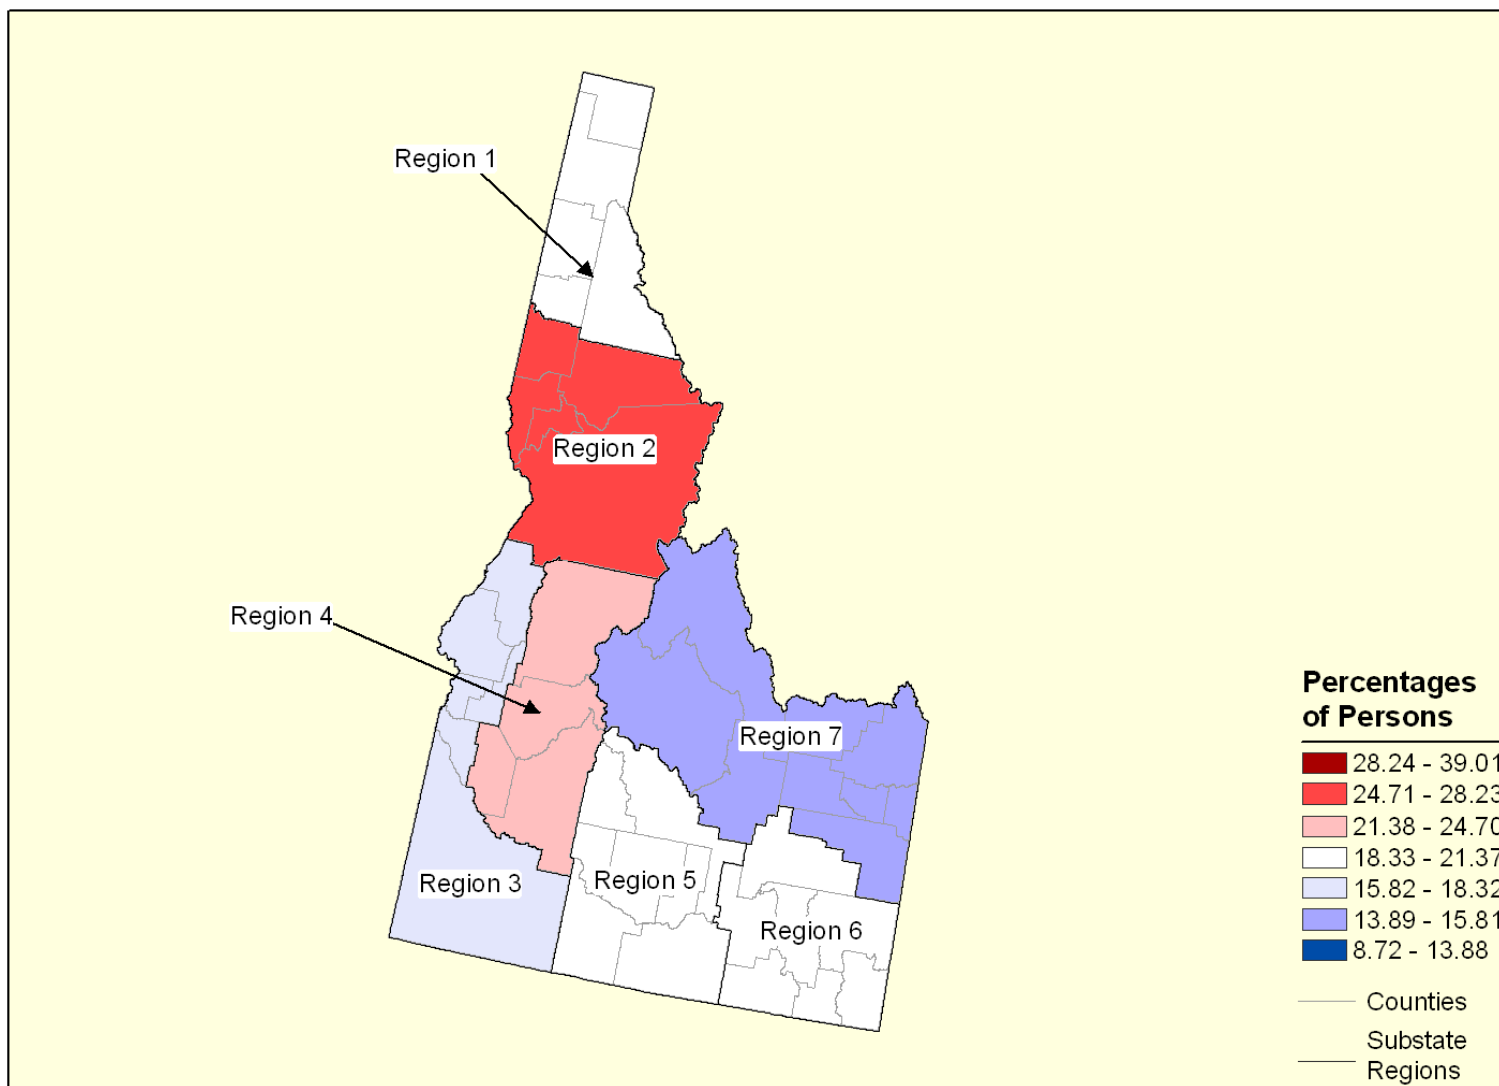 Region 1
Region 2
Region 4
Region 7
Region 3
Region 5
Region 6
Percentages
of Persons
28.24 - 39.01
24.71 - 28.23
21.38 - 24.70
18.33 - 21.37
15.82 - 18.32
13.89 - 15.81
8.72 - 13.88
Counties
Substate
Regions